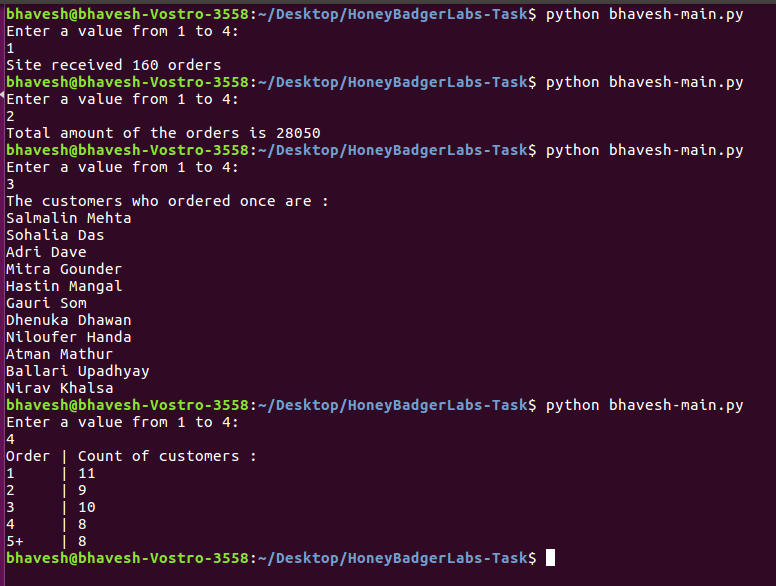 bhavesh@bhavesh-Vostro-3558:~/Desktop/HoneyBadgerLabs-Task$ python bhavesh-main.py
Enter a value from 1 to 4:
1
Site received 160 orders
bhavesh@bhavesh-Vostro-3558:~/Desktop/HoneyBadgerLabs-Task$ python bhavesh-main.py
Enter a value from 1 to 4:
2
Total amount of the orders is 28050
bhavesh@bhavesh-Vostro-3558:~/Desktop/HoneyBadgerLabs-Task$ python bhavesh-main.py
Enter a value from 1 to 4:
3
The customers who ordered once are :
Salmalin Mehta
Sohalia Das
Adri Dave
Mitra Gounder
Hastin Mangal
Gauri Som
Dhenuka Dhawan
Niloufer Handa
Atman Mathur
Ballari Upadhyay
Nirav Khalsa
bhavesh@bhavesh-Vostro-3558:~/Desktop/HoneyBadgerLabs-Task$ python bhavesh-main.py
Enter a value from 1 to 4:
4
Order | Count of customers :
1     | 11
2     | 9
3     | 10
4     | 8
5+    | 8
bhavesh@bhavesh-Vostro-3558:~/Desktop/HoneyBadgerLabs-Task$